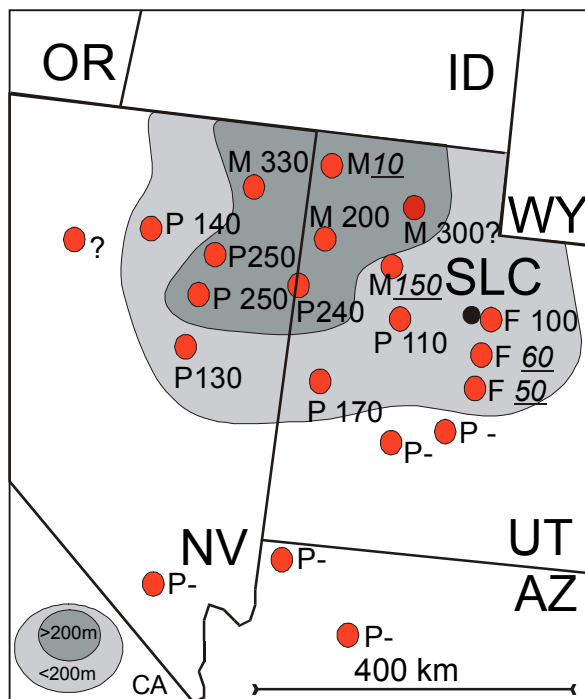 OR
ID
M 330
M 10
WY
P 140
M 200
M 300?
?
P250
M150
SLC
P 250
P240
F 100
P 110
P130
F 60
F 50
P 170
P -
P-
NV
UT
P-
P-
AZ
>200m
P-
<200m
CA
400 km